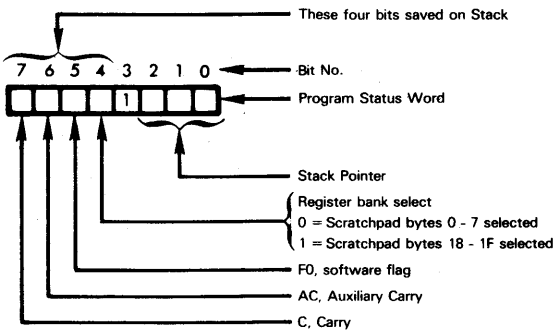 These four bits saved on Stack
7 6 5 4 3 2 1 0
Bit No.
1
Program Status Word
Stack Pointer
Register bank select
0 = Scratchpad bytes 0 - 7 selected
1 = Scratchpad bytes 18 - 1F selected
F0, software flag
AC, Auxiliary Carry
C, Carry